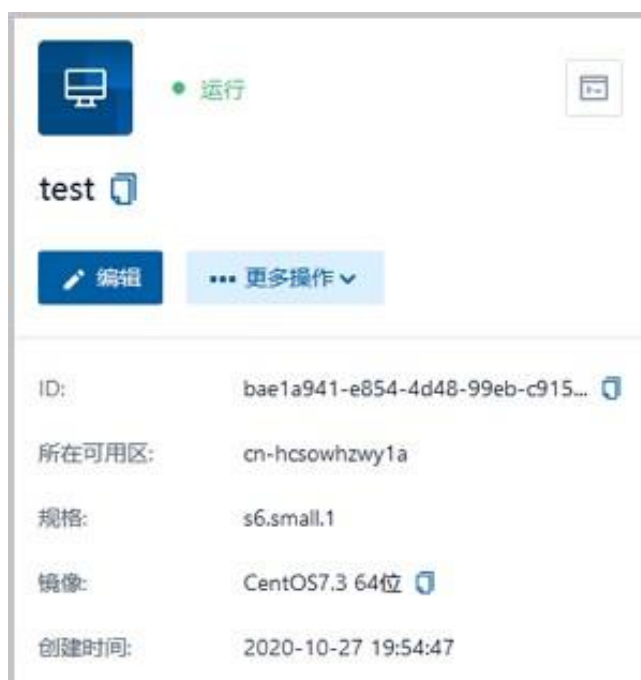 运行
test
编辑
••• 更多操作
ID: bae1a941-e854-4d48-99eb-c915...
所在可用区: cn-hcsowhzwy1a
规格: s6.small.1
镜像: CentOS7.3 64位
创建时间: 2020-10-27 19:54:47